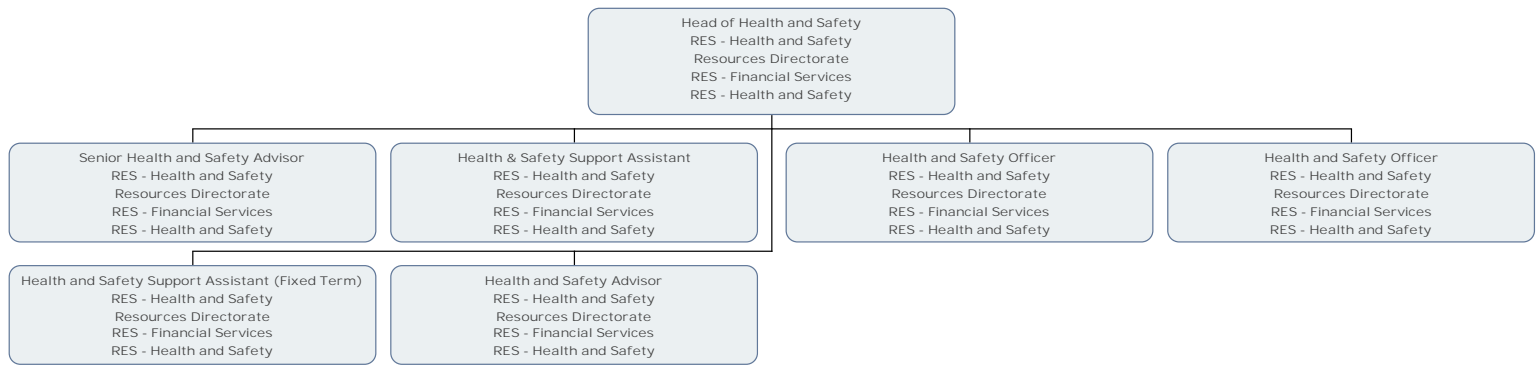 Head of Health and Safety
RES - Health and Safety
Resources Directorate
RES - Financial Services
RES - Health and Safety
Senior Health and Safety Advisor
RES - Health and Safety
Resources Directorate
RES - Financial Services
RES - Health and Safety
Health & Safety Support Assistant
RES - Health and Safety
Resources Directorate
RES - Financial Services
RES - Health and Safety
Health and Safety Officer
RES - Health and Safety
Resources Directorate
RES - Financial Services
RES - Health and Safety
Health and Safety Officer
RES - Health and Safety
Resources Directorate
RES - Financial Services
RES - Health and Safety
Health and Safety Support Assistant (Fixed Term)
RES - Health and Safety
Resources Directorate
RES - Financial Services
RES - Health and Safety
Health and Safety Advisor
RES - Health and Safety
Resources Directorate
RES - Financial Services
RES - Health and Safety